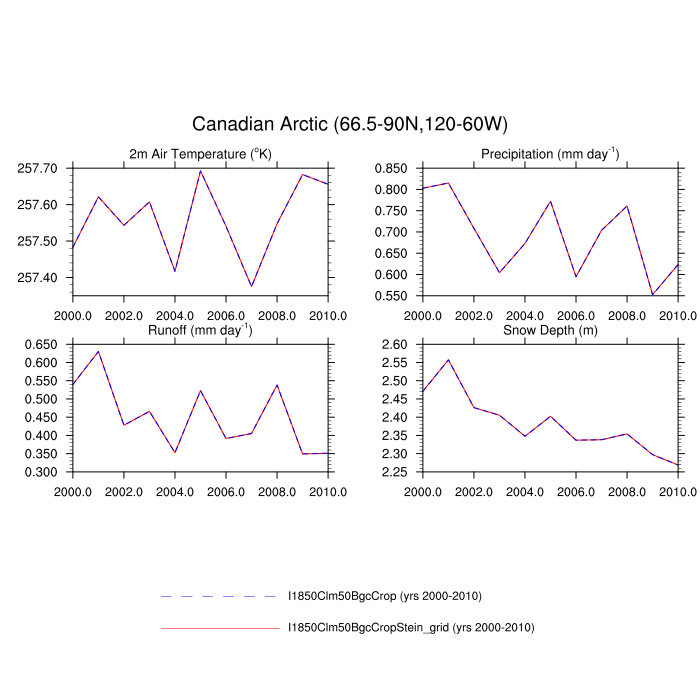 Canadian Arctic (66.5-90N,120-60W)
2m Air Temperature (°K)
257.70
257.60
257.50
257.40
2000.0 2002.0 2004.0 2006.0 2008.0 2010.0
Precipitation (mm day⁻¹)
0.850
0.800
0.750
0.700
0.650
0.600
0.550
2000.0 2002.0 2004.0 2006.0 2008.0 2010.0
Runoff (mm day⁻¹)
0.650
0.600
0.550
0.500
0.450
0.400
0.350
0.300
2000.0 2002.0 2004.0 2006.0 2008.0 2010.0
Snow Depth (m)
2.60
2.55
2.50
2.45
2.40
2.35
2.30
2.25
2000.0 2002.0 2004.0 2006.0 2008.0 2010.0
I1850Clm50BgcCrop (yrs 2000-2010)
I1850Clm50BgcCropStein_grid (yrs 2000-2010)